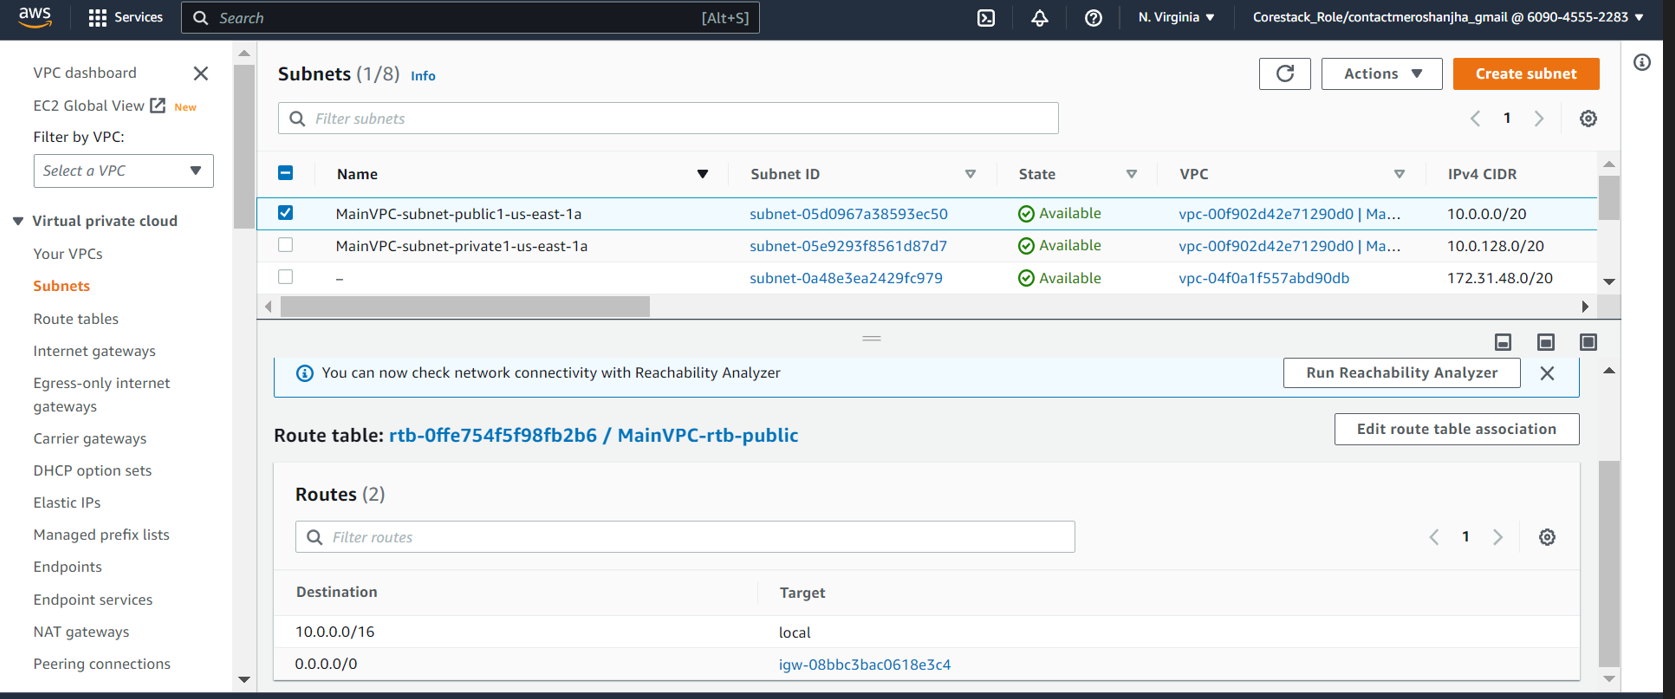 aws
Services
Search [Alt+S]
N. Virginia
Corestack_Role/contactmeroshanjha_gmail @ 6090-4555-2283
VPC dashboard
EC2 Global View New
Filter by VPC:
Select a VPC
Virtual private cloud
Your VPCs
Subnets
Route tables
Internet gateways
Egress-only internet
gateways
Carrier gateways
DHCP option sets
Elastic IPs
Managed prefix lists
Endpoints
Endpoint services
NAT gateways
Peering connections
Subnets (1/8) Info
Actions
Create subnet
Filter subnets
1
Name Subnet ID State VPC IPv4 CIDR
MainVPC-subnet-public1-us-east-1a subnet-05d0967a38593ec50 Available vpc-00f902d42e71290d0 | Ma... 10.0.0.0/20
MainVPC-subnet-private1-us-east-1a subnet-05e9293f8561d87d7 Available vpc-00f902d42e71290d0 | Ma... 10.0.128.0/20
– subnet-0a48e3ea2429fc979 Available vpc-04f0a1f557abd90db 172.31.48.0/20
You can now check network connectivity with Reachability Analyzer
Run Reachability Analyzer
Route table: rtb-0ffe754f5f98fb2b6 / MainVPC-rtb-public
Edit route table association
Routes (2)
Filter routes
1
Destination Target
10.0.0.0/16 local
0.0.0.0/0 igw-08bbc3bac0618e3c4